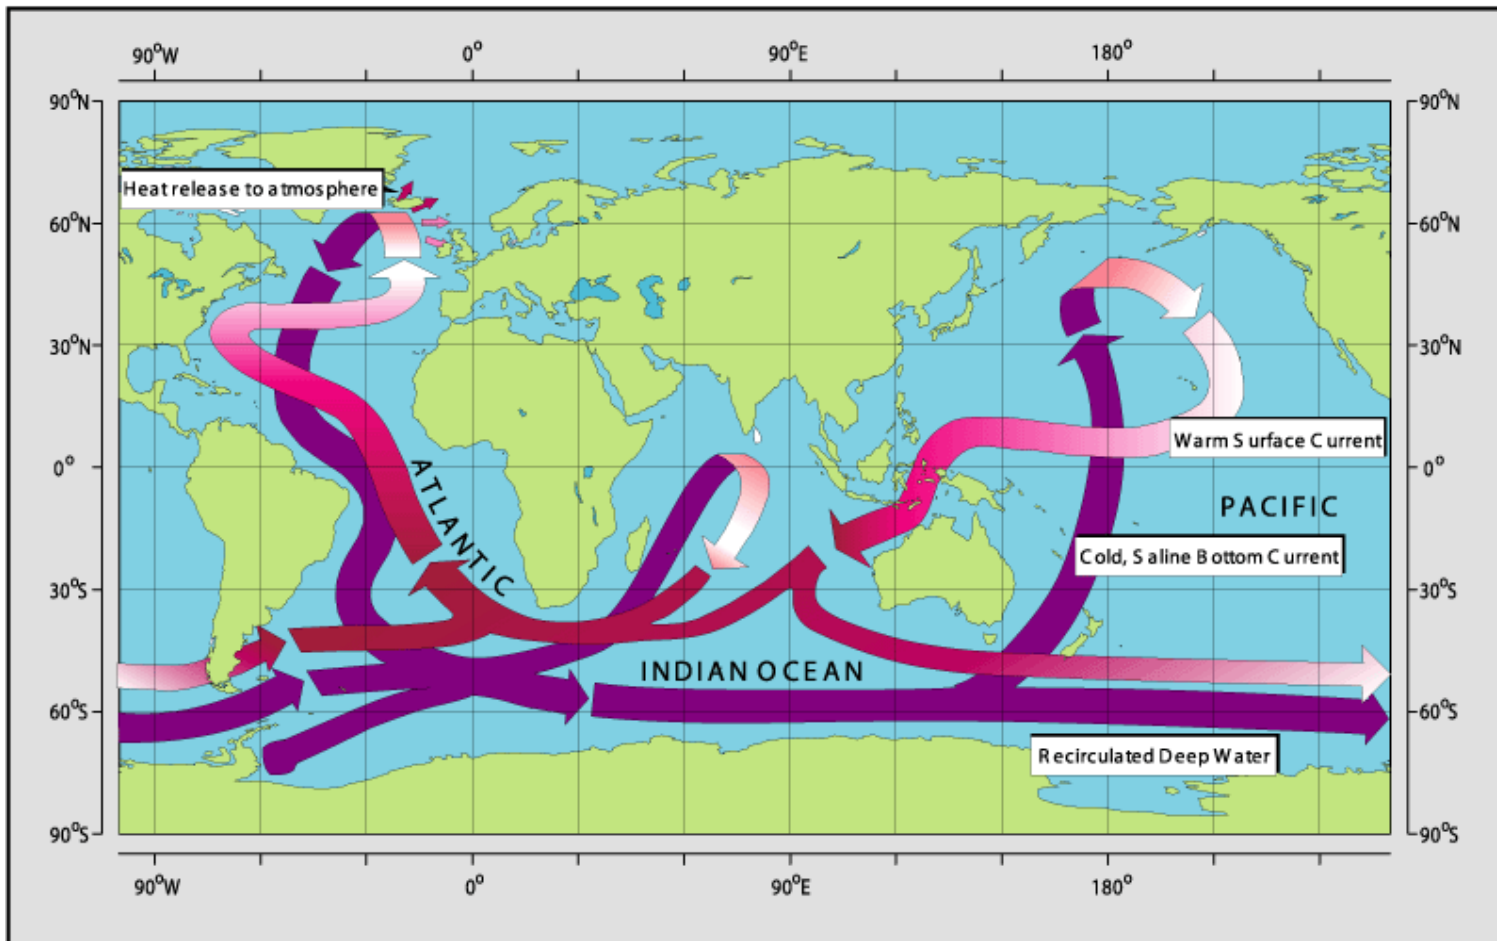 90°W 0° 90°E 180°
90°N 90°N
Heat release to atmosphere
60°N 60°N
30°N 30°N
Warm Surface Current
0° 0°
ATLANTIC
PACIFIC
Cold, Saline Bottom Current
30°S 30°S
INDIAN OCEAN
60°S 60°S
Recirculated Deep Water
90°S 90°S
90°W 0° 90°E 180°